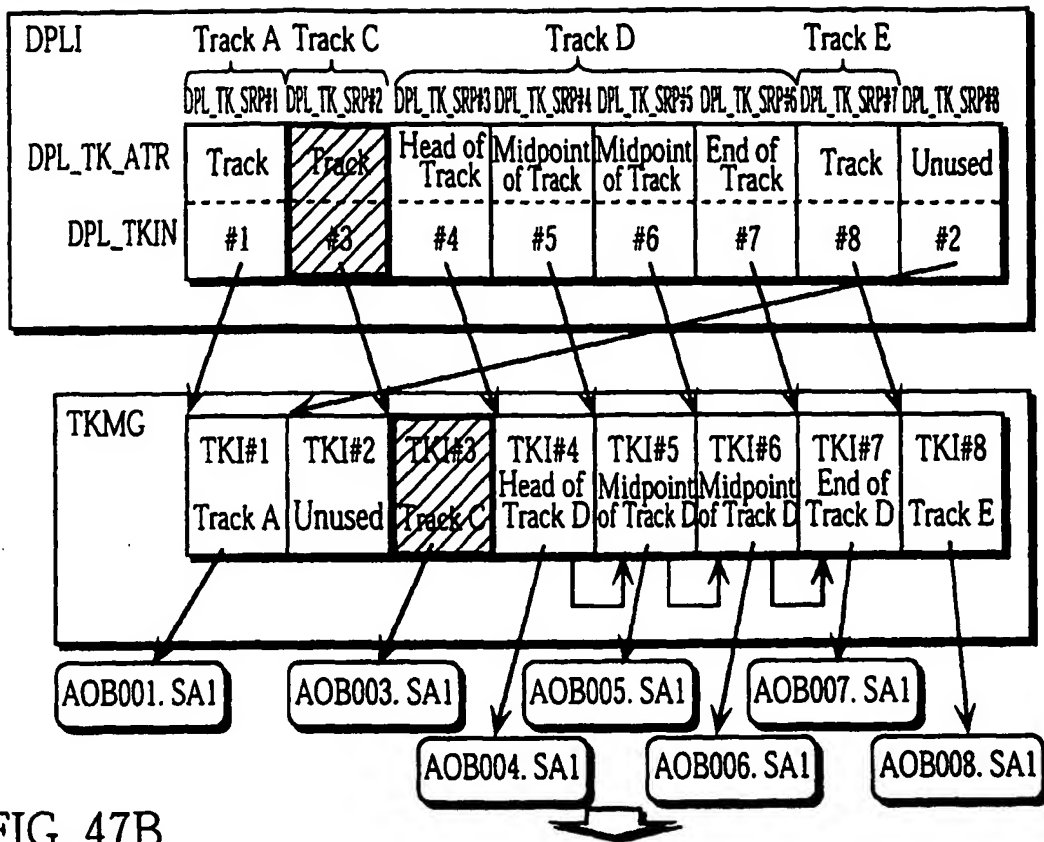 DPLI Track A Track C Track D Track E
DPL_TK_SRP#1 DPL_TK_SRP#2 DPL_TK_SRP#3 DPL_TK_SRP#4 DPL_TK_SRP#5 DPL_TK_SRP#6 DPL_TK_SRP#7 DPL_TK_SRP#8
DPL_TK_ATR Track Track Head of Track Midpoint of Track Midpoint of Track End of Track Track Unused
DPL_TKIN #1 #3 #4 #5 #6 #7 #8 #2
TKMG
TKI#1 TKI#2 TKI#3 TKI#4 TKI#5 TKI#6 TKI#7 TKI#8
Head of Midpoint Midpoint End of
Track A Unused Track C Track D of Track D of Track D Track D Track E
AOB001. SA1 AOB003. SA1 AOB005. SA1 AOB007. SA1
AOB004. SA1 AOB006. SA1 AOB008. SA1
FIG. 47B